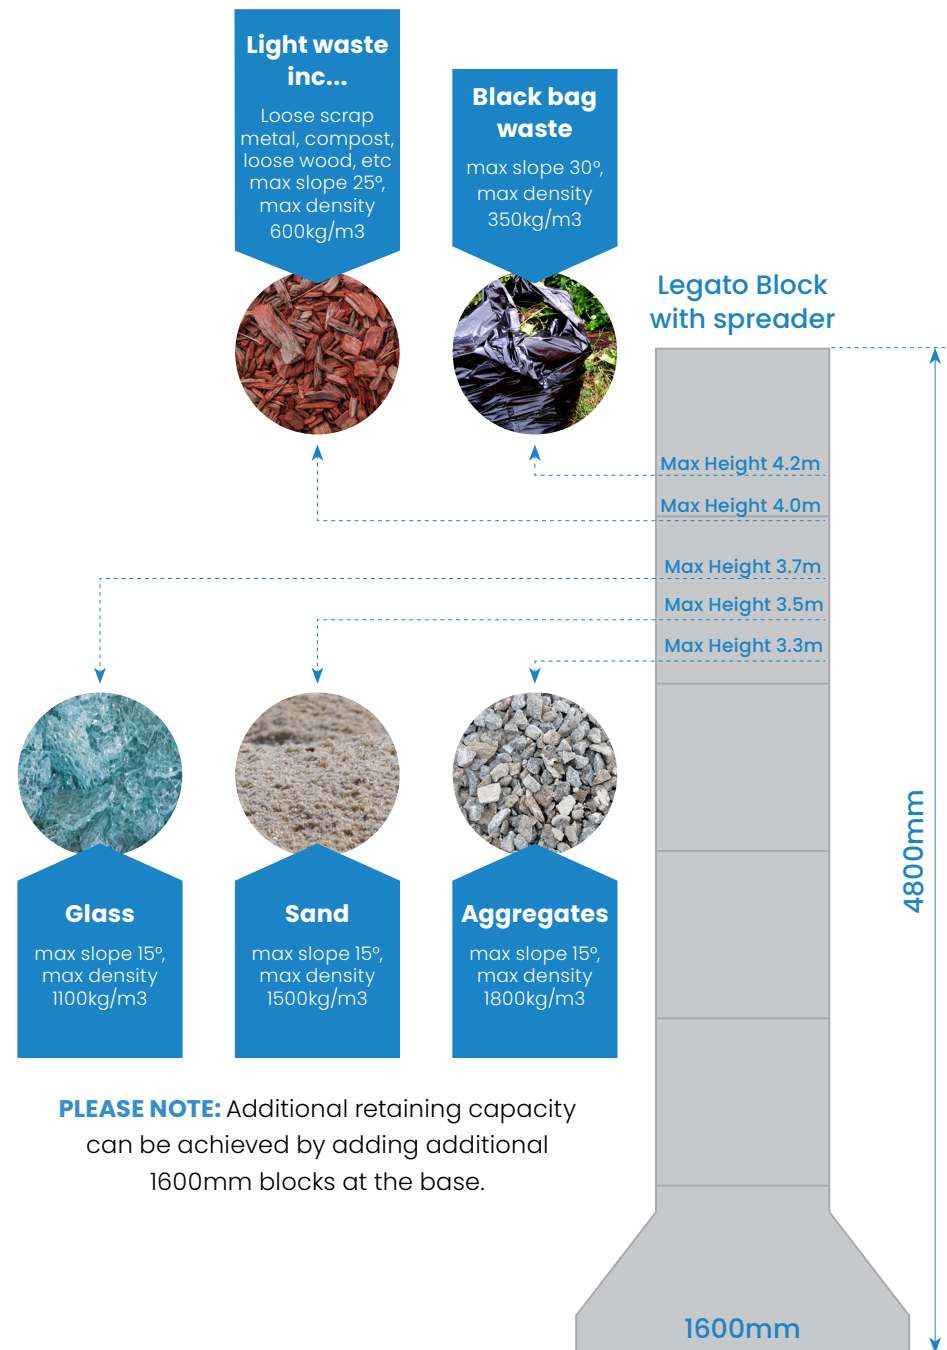 Light waste
inc...
Loose scrap
metal, compost,
loose wood, etc
max slope 25º,
max density
600kg/m3
Black bag
waste
max slope 30º,
max density
350kg/m3
Legato Block
with spreader
Max Height 4.2m
Max Height 4.0m
Max Height 3.7m
Max Height 3.5m
Max Height 3.3m
4800mm
Glass
max slope 15º,
max density
1100kg/m3
Sand
max slope 15º,
max density
1500kg/m3
Aggregates
max slope 15º,
max density
1800kg/m3
PLEASE NOTE: Additional retaining capacity
can be achieved by adding additional
1600mm blocks at the base.
1600mm